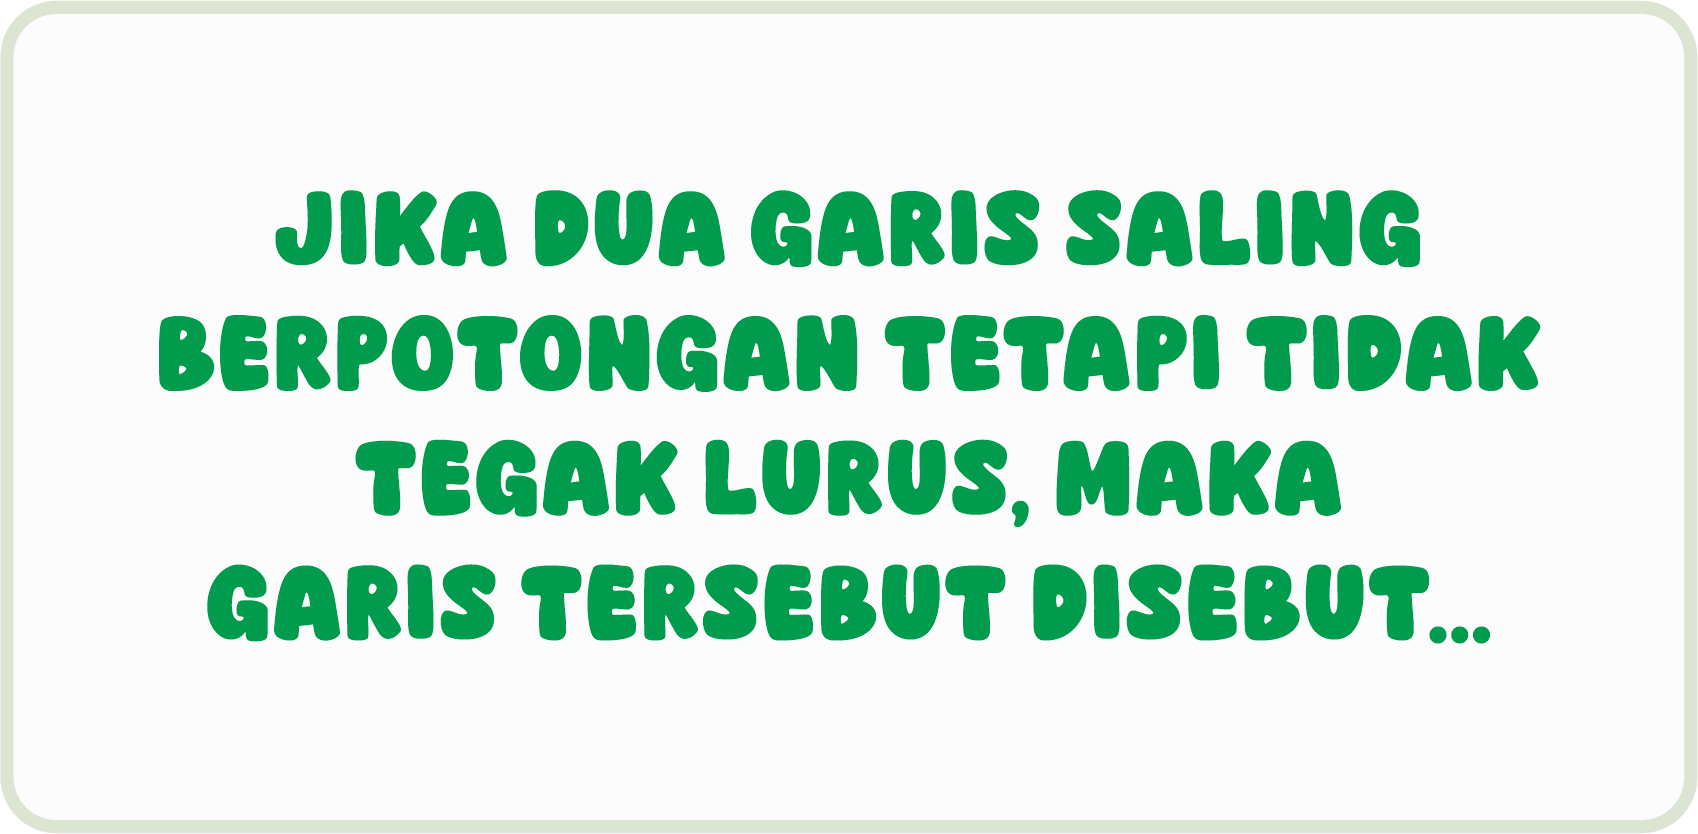 JIKA DUA GARIS SALING
BERPOTONGAN TETAPI TIDAK
TEGAK LURUS, MAKA
GARIS TERSEBUT DISEBUT...